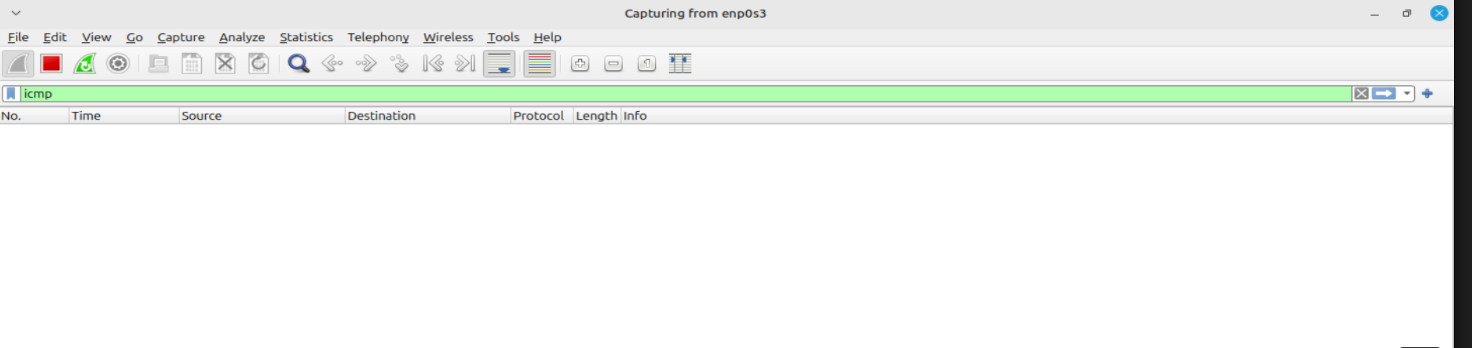 Capturing from enp0s3
File Edit View Go Capture Analyze Statistics Telephony Wireless Tools Help
icmp
No. Time Source Destination Protocol Length Info